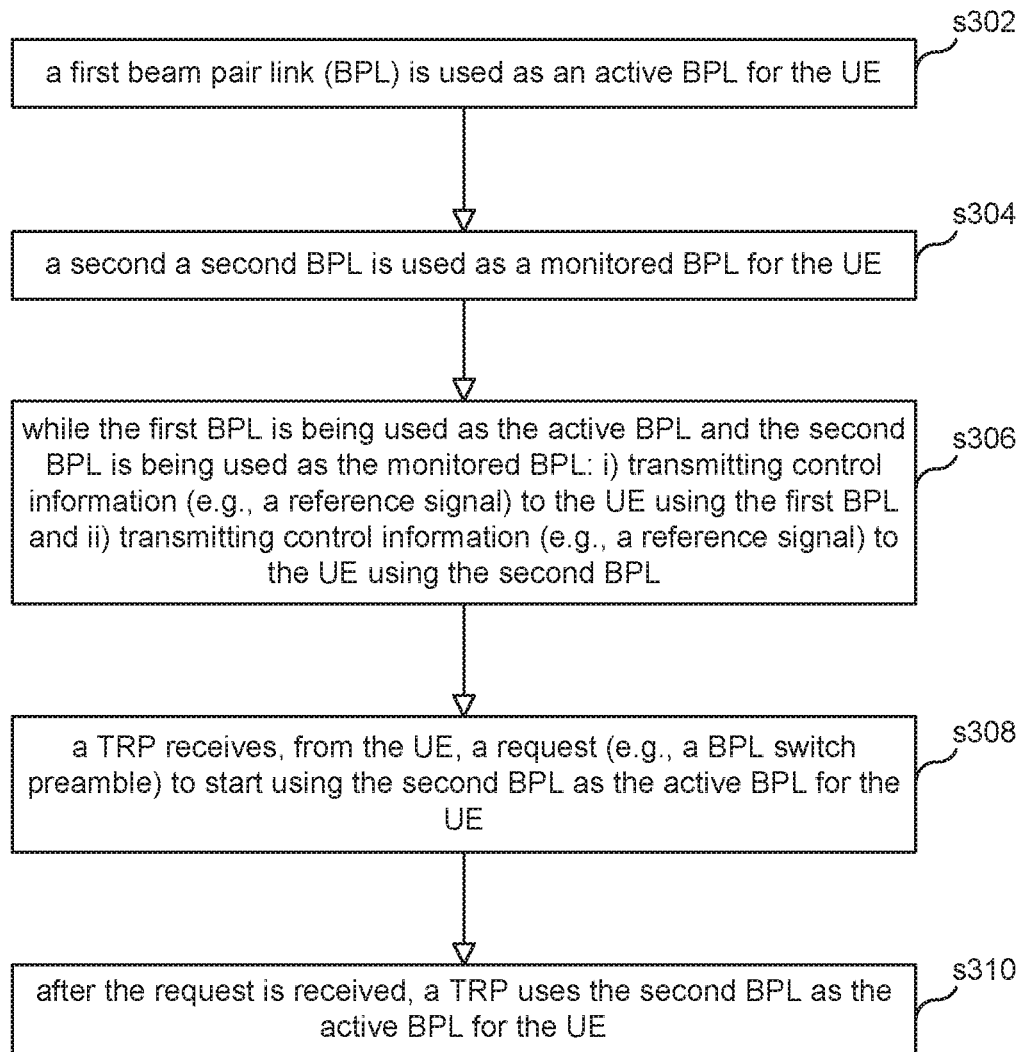 s302
a first beam pair link (BPL) is used as an active BPL for the UE
s304
a second a second BPL is used as a monitored BPL for the UE
s306
while the first BPL is being used as the active BPL and the second
BPL is being used as the monitored BPL: i) transmitting control
information (e.g., a reference signal) to the UE using the first BPL
and ii) transmitting control information (e.g., a reference signal) to
the UE using the second BPL
s308
a TRP receives, from the UE, a request (e.g., a BPL switch
preamble) to start using the second BPL as the active BPL for the
UE
s310
after the request is received, a TRP uses the second BPL as the
active BPL for the UE